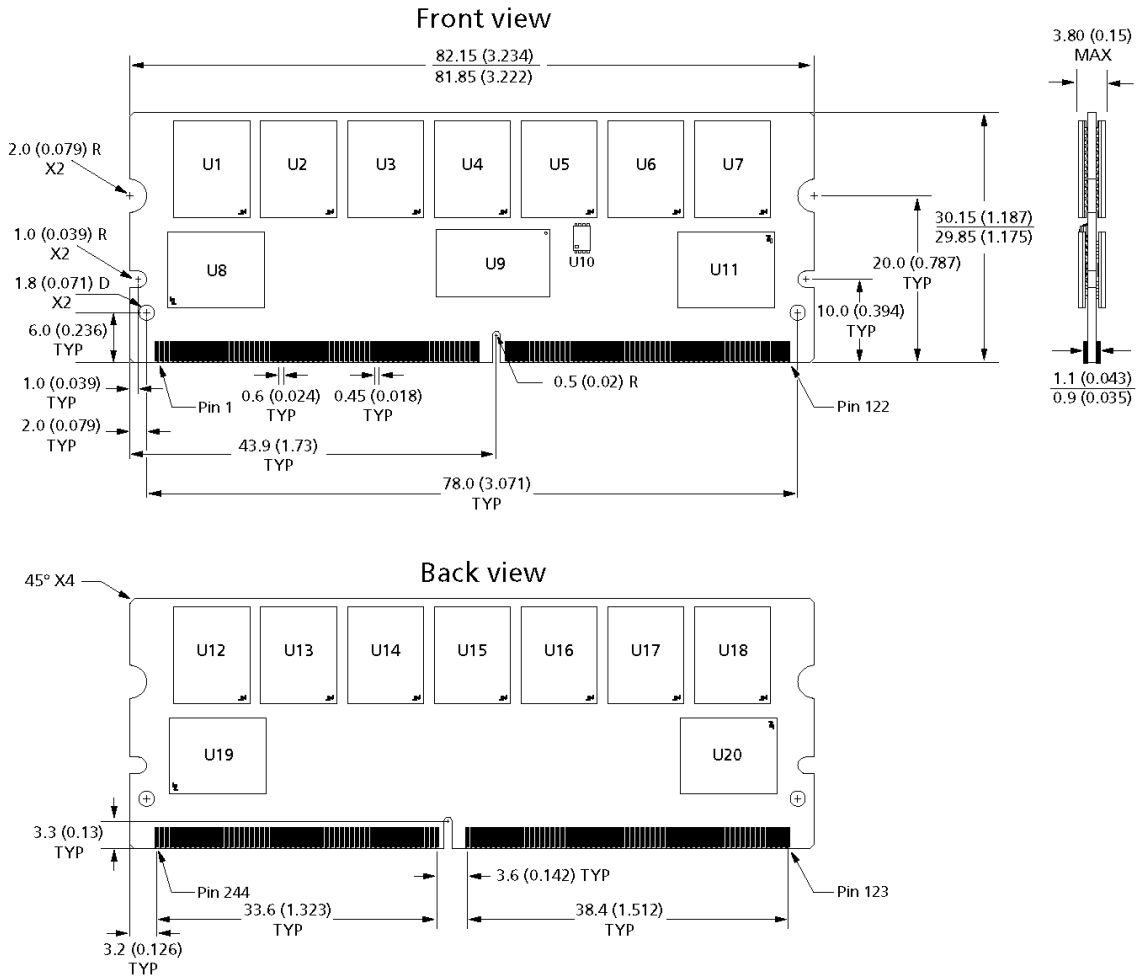 Front view
82.15 (3.234)
81.85 (3.222)
3.80 (0.15)
MAX
U1
U2
U3
U4
U5
U6
U7
2.0 (0.079) R
X2
1.0 (0.039) R
X2
1.8 (0.071) D
X2
6.0 (0.236)
TYP
U8
U9
U10
U11
30.15 (1.187)
29.85 (1.175)
20.0 (0.787)
TYP
10.0 (0.394)
TYP
1.0 (0.039)
TYP
2.0 (0.079)
TYP
Pin 1
0.6 (0.024)
TYP
0.45 (0.018)
TYP
0.5 (0.02) R
Pin 122
1.1 (0.043)
0.9 (0.035)
43.9 (1.73)
TYP
78.0 (3.071)
TYP
Back view
45° X4
U12
U13
U14
U15
U16
U17
U18
U19
U20
3.3 (0.13)
TYP
Pin 244
3.6 (0.142) TYP
Pin 123
33.6 (1.323)
TYP
38.4 (1.512)
TYP
3.2 (0.126)
TYP